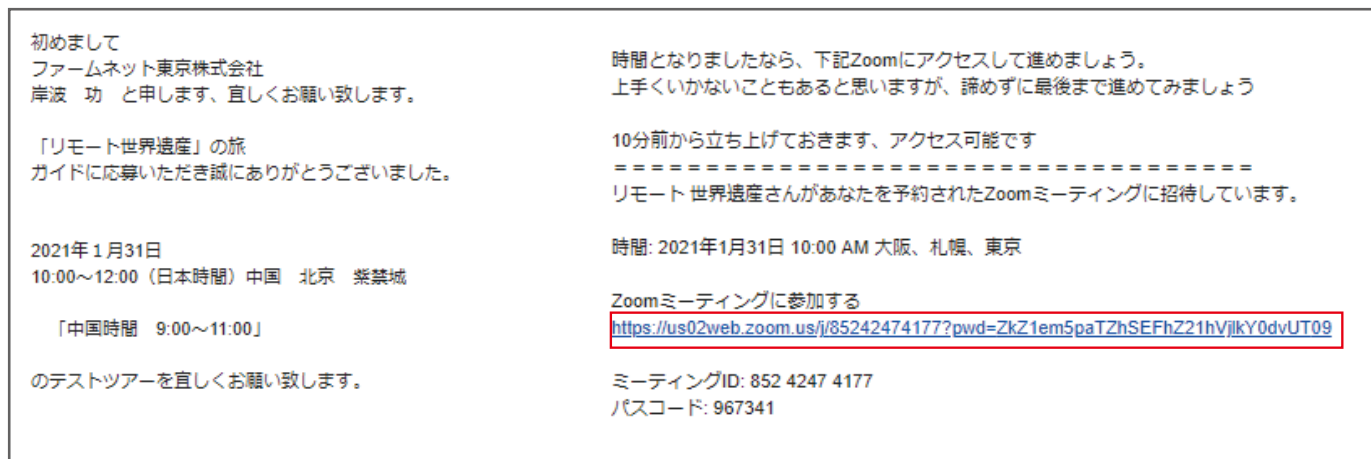 初めまして
ファームネット東京株式会社
岸波　功　と申します、宜しくお願い致します。
「リモート世界遺産」の旅
ガイドに応募いただき誠にありがとうございました。
2021年１月31日
10:00～12:00（日本時間）中国　北京　紫禁城
「中国時間　9:00～11:00」
のテストツアーを宜しくお願い致します。
時間となりましたなら、下記Zoomにアクセスして進めましょう。
上手くいかないこともあると思いますが、諦めずに最後まで進めてみましょう
10分前から立ち上げておきます、アクセス可能です
＝＝＝＝＝＝＝＝＝＝＝＝＝＝＝＝＝＝＝＝＝＝＝＝＝＝＝＝＝＝＝＝＝＝＝
リモート 世界遺産さんがあなたを予約されたZoomミーティングに招待しています。
時間: 2021年1月31日 10:00 AM 大阪、札幌、東京
Zoomミーティングに参加する
https://us02web.zoom.us/j/85242474177?pwd=ZkZ1em5paTZhSEFhZ21hVjlkY0dvUT09
ミーティングID: 852 4247 4177
パスコード: 967341